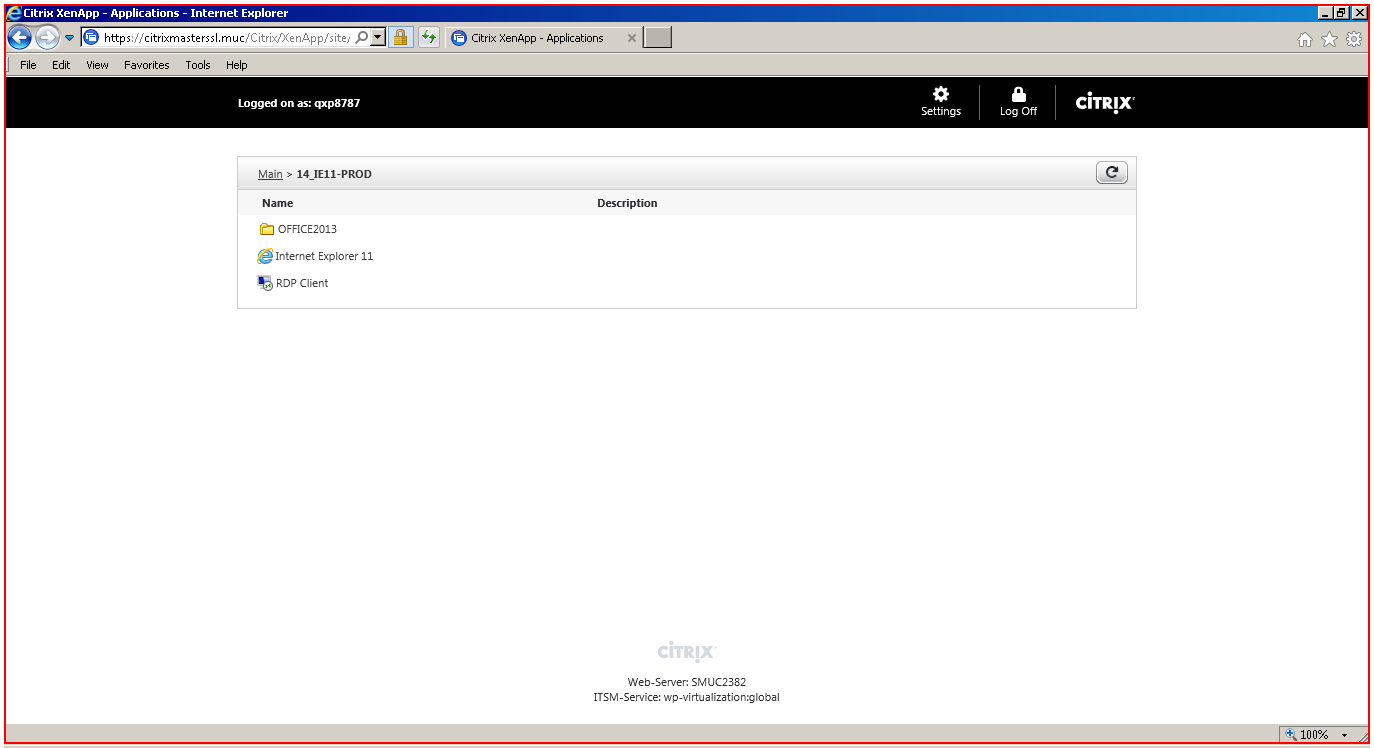 Citrix XenApp - Applications - Internet Explorer
https://citrixmasterssl.muc/Citrix/XenApp/site/ Citrix XenApp - Applications
File Edit View Favorites Tools Help
Logged on as: qxp8787 Settings Log Off CITRIX
Main > 14_IE11-PROD
Name Description
OFFICE2013
Internet Explorer 11
RDP Client
CITRIX
Web-Server: SMUC2382
ITSM-Service: wp-virtualization:global
100%